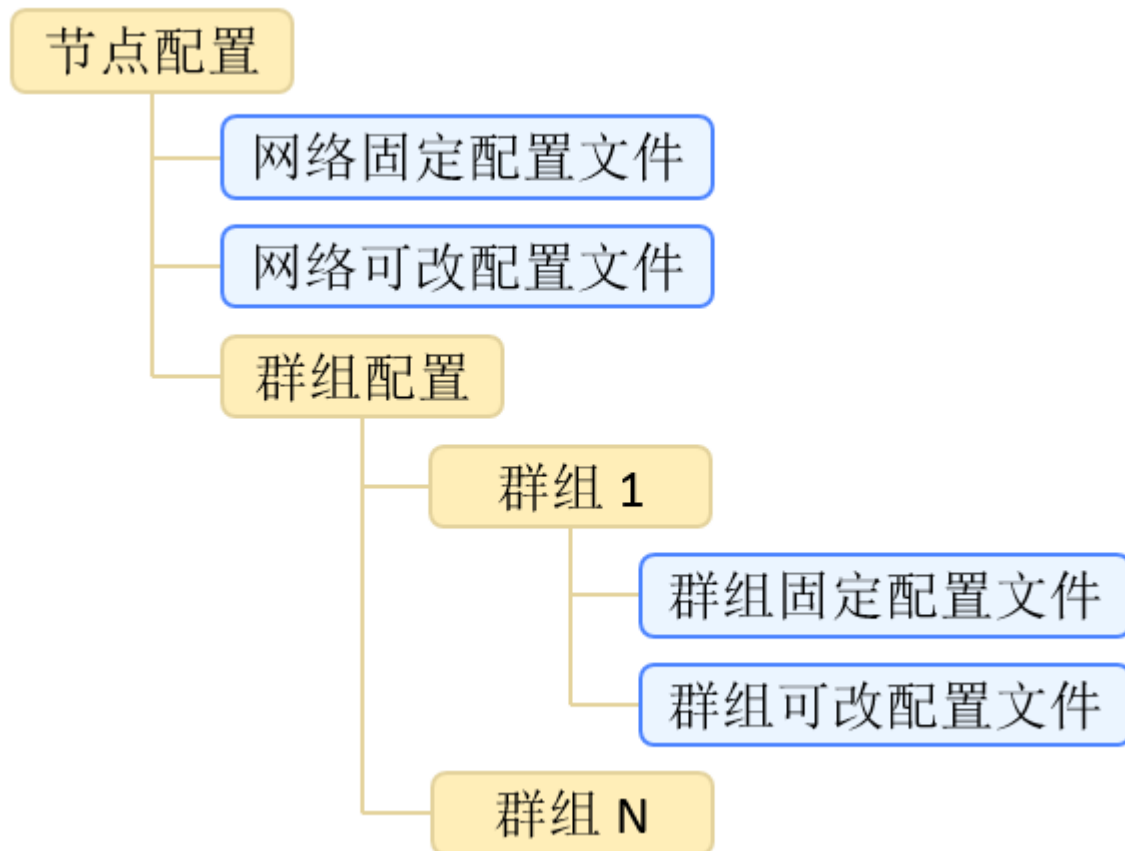 节点配置
网络固定配置文件
网络可改配置文件
群组配置
群组 1
群组固定配置文件
群组可改配置文件
群组 N